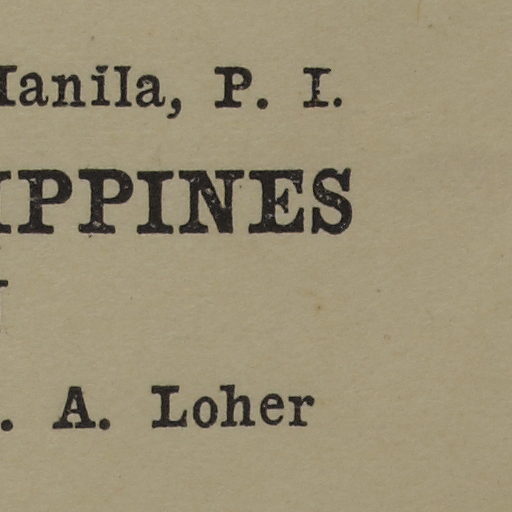 Manila, P. I.
IPPINES
. A. Loher